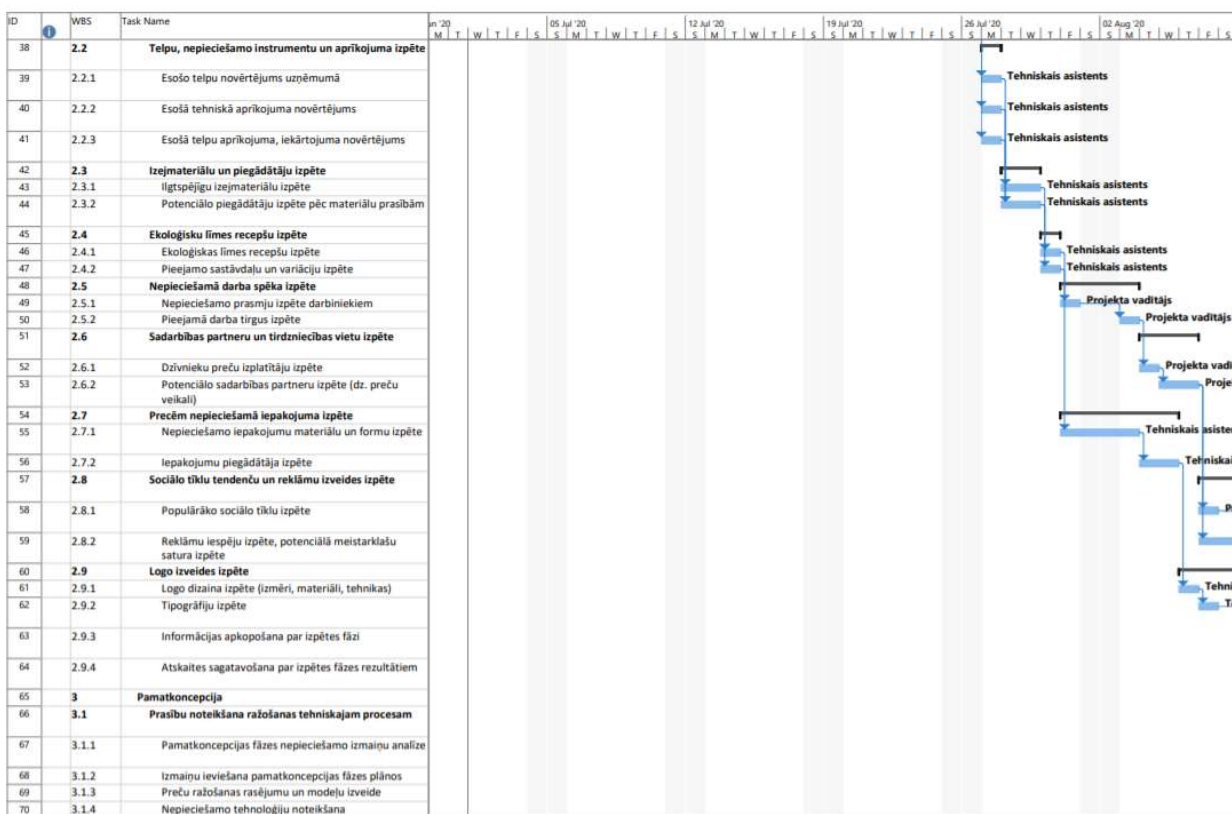 ID WBS Task Name n '20 05 Jul '20 12 Jul '20 19 Jul '20 26 Jul '20 02 Aug '20
M T W T F S S M T W T F S S M T W T F S S M T W T F S S M T W T F S S M T W T F S
38 2.2 Telpu, nepieciešamo instrumentu un aprīkojuma izpēte
39 2.2.1 Esošo telpu novērtējums uzņēmumā Tehniskais asistents
40 2.2.2 Esošā tehniskā aprīkojuma novērtējums Tehniskais asistents
41 2.2.3 Esošā telpu aprīkojuma, iekārtojuma novērtējums Tehniskais asistents
42 2.3 Izejmateriālu un piegādātāju izpēte
43 2.3.1 Ilgtspējīgu izejmateriālu izpēte Tehniskais asistents
44 2.3.2 Potenciālo piegādātāju izpēte pēc materiālu prasībām Tehniskais asistents
45 2.4 Ekoloģisku līmes recepšu izpēte
46 2.4.1 Ekoloģiskas līmes recepšu izpēte Tehniskais asistents
47 2.4.2 Pieejamo sastāvdaļu un variāciju izpēte Tehniskais asistents
48 2.5 Nepieciešamā darba spēka izpēte
49 2.5.1 Nepieciešamo prasmju izpēte darbiniekiem Projekta vadītājs
50 2.5.2 Pieejamā darba tirgus izpēte Projekta vadītājs
51 2.6 Sadarbības partneru un tirdzniecības vietu izpēte
52 2.6.1 Dzīvnieku preču izplatītāju izpēte Projekta vadī
53 2.6.2 Potenciālo sadarbības partneru izpēte (dz. preču Proje
veikali)
54 2.7 Precēm nepieciešamā iepakojuma izpēte
55 2.7.1 Nepieciešamo iepakojumu materiālu un formu izpēte Tehniskais asiste
56 2.7.2 Iepakojumu piegādātāja izpēte Tehniskai
57 2.8 Sociālo tīklu tendenču un reklāmu izveides izpēte
58 2.8.1 Populārāko sociālo tīklu izpēte
59 2.8.2 Reklāmu iespēju izpēte, potenciālā meistarklašu
satura izpēte
60 2.9 Logo izveides izpēte
61 2.9.1 Logo dizaina izpēte (izmēri, materiāli, tehnikas) Tehni
62 2.9.2 Tipogrāfiju izpēte
63 2.9.3 Informācijas apkopošana par izpētes fāzi
64 2.9.4 Atskaites sagatavošana par izpētes fāzes rezultātiem
65 3 Pamatkoncepcija
66 3.1 Prasību noteikšana ražošanas tehniskajam procesam
67 3.1.1 Pamatkoncepcijas fāzes nepieciešamo izmaiņu analīze
68 3.1.2 Izmaiņu ieviešana pamatkoncepcijas fāzes plānos
69 3.1.3 Preču ražošanas rasējumu un modeļu izveide
70 3.1.4 Nepieciešamo tehnoloģiju noteikšana